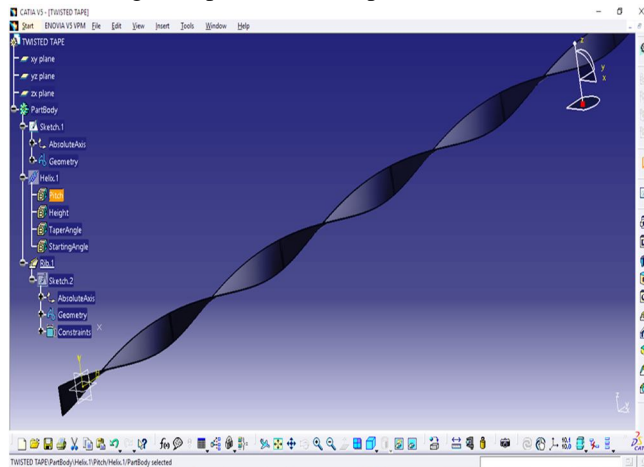 CATIA V5 - [TWISTED TAPE]
Start ENOVIA V5 VPM File Edit View Insert Tools Window Help
TWISTED TAPE
xy plane
yz plane
zx plane
PartBody
Sketch.1
AbsoluteAxis
Geometry
Helix.1
Pitch
Height
TaperAngle
StartingAngle
Rib.1
Sketch.2
AbsoluteAxis
Geometry
Constraints
z
y
x
TWISTED TAPE\PartBody\Helix.1\Pitch/Helix.1/PartBody selected